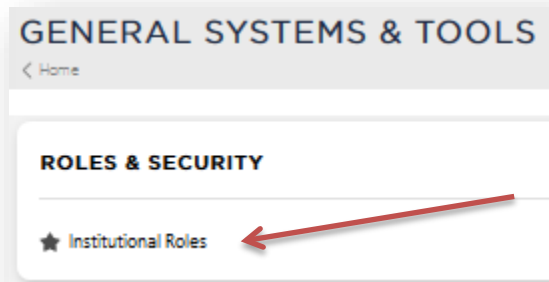 GENERAL SYSTEMS & TOOLS
< Home
ROLES & SECURITY
Institutional Roles